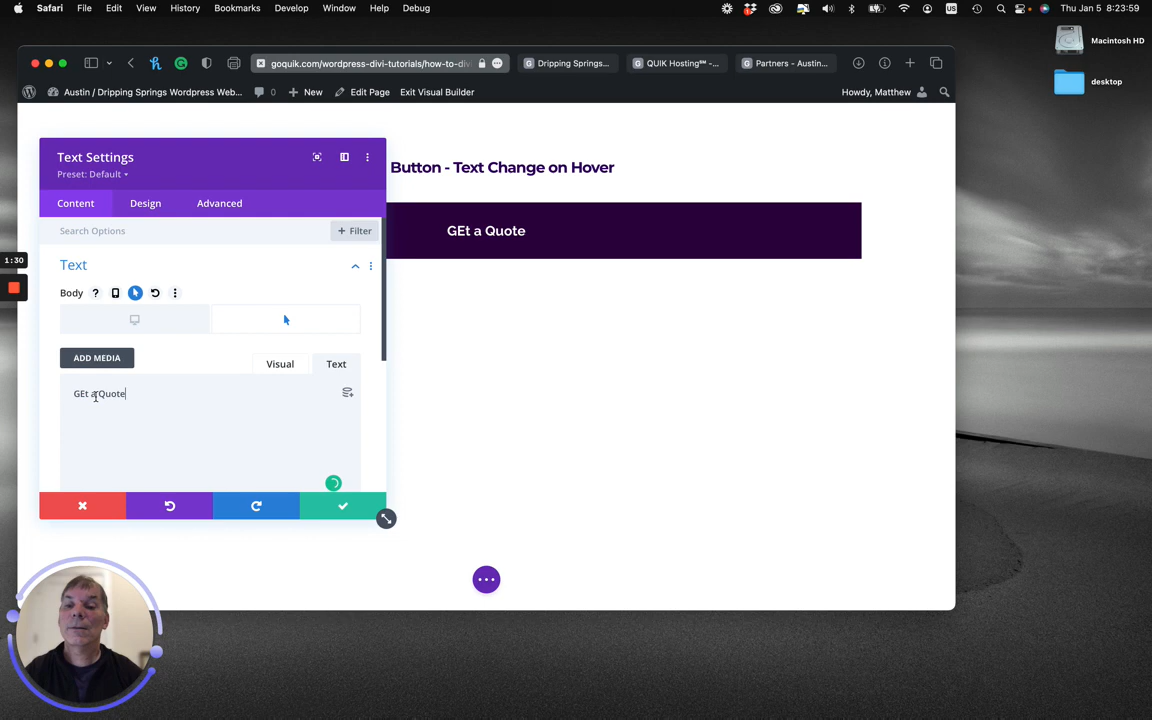 Safari File Edit View History Bookmarks Develop Window Help Debug US Thu Jan 5 8:23:59
Macintosh HD
goquik.com/wordpress-divi-tutorials/how-to-divi Dripping Springs... QUIK Hosting℠ -... Partners - Austin...
desktop
Austin / Dripping Springs Wordpress Web... 0 New Edit Page Exit Visual Builder Howdy, Matthew
Text Settings
Preset: Default
Button - Text Change on Hover
Content Design Advanced
Search Options + Filter
GEt a Quote
1:30
Text
Body ?
ADD MEDIA Visual Text
GEt a Quote